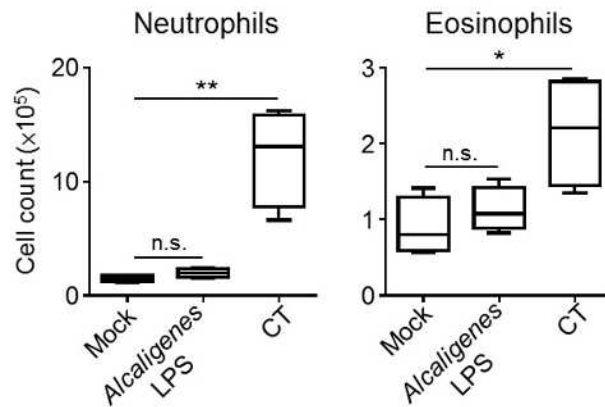 Neutrophils
Cell count (×10⁵)
20
10
0
**
n.s.
Mock
Alcaligenes
LPS
CT
Eosinophils
3
2
1
0
*
n.s.
Mock
Alcaligenes
LPS
CT